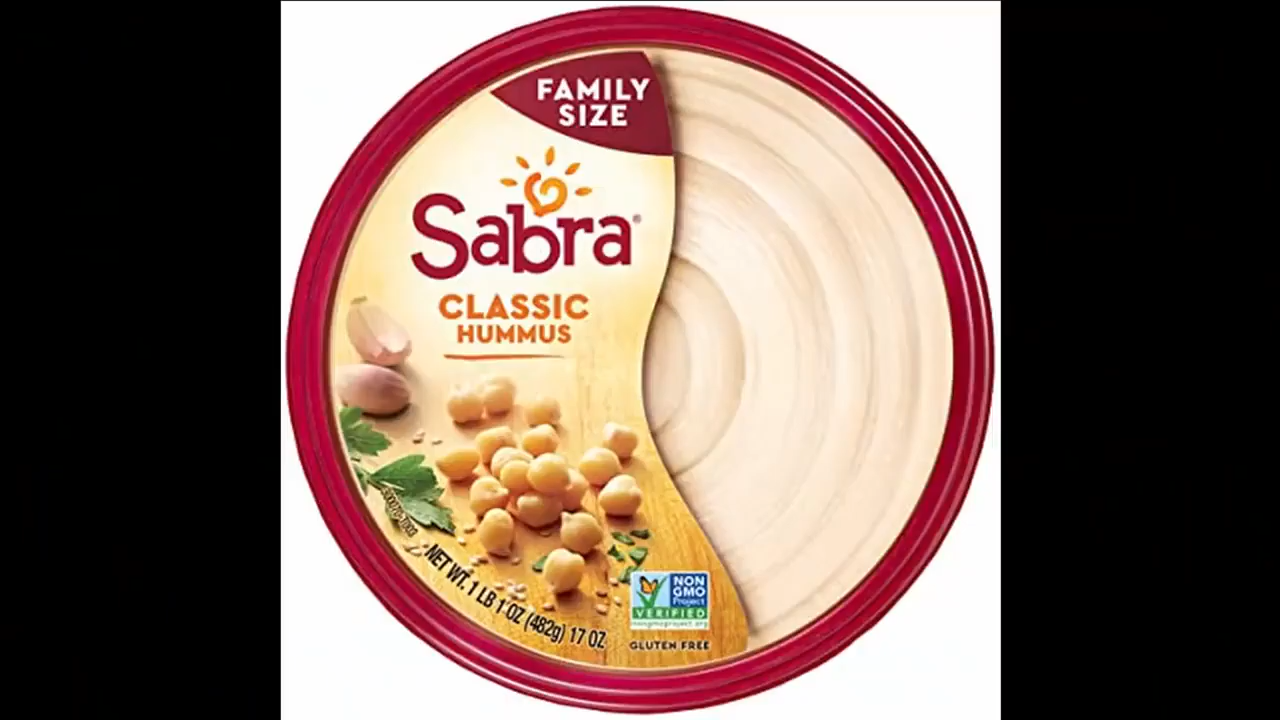 FAMILY
SIZE
Sabra®
CLASSIC
HUMMUS
NET WT. 1 LB 1 OZ (482g) 17 OZ
NON
GMO
Project
VERIFIED
nongmoproject.org
GLUTEN FREE